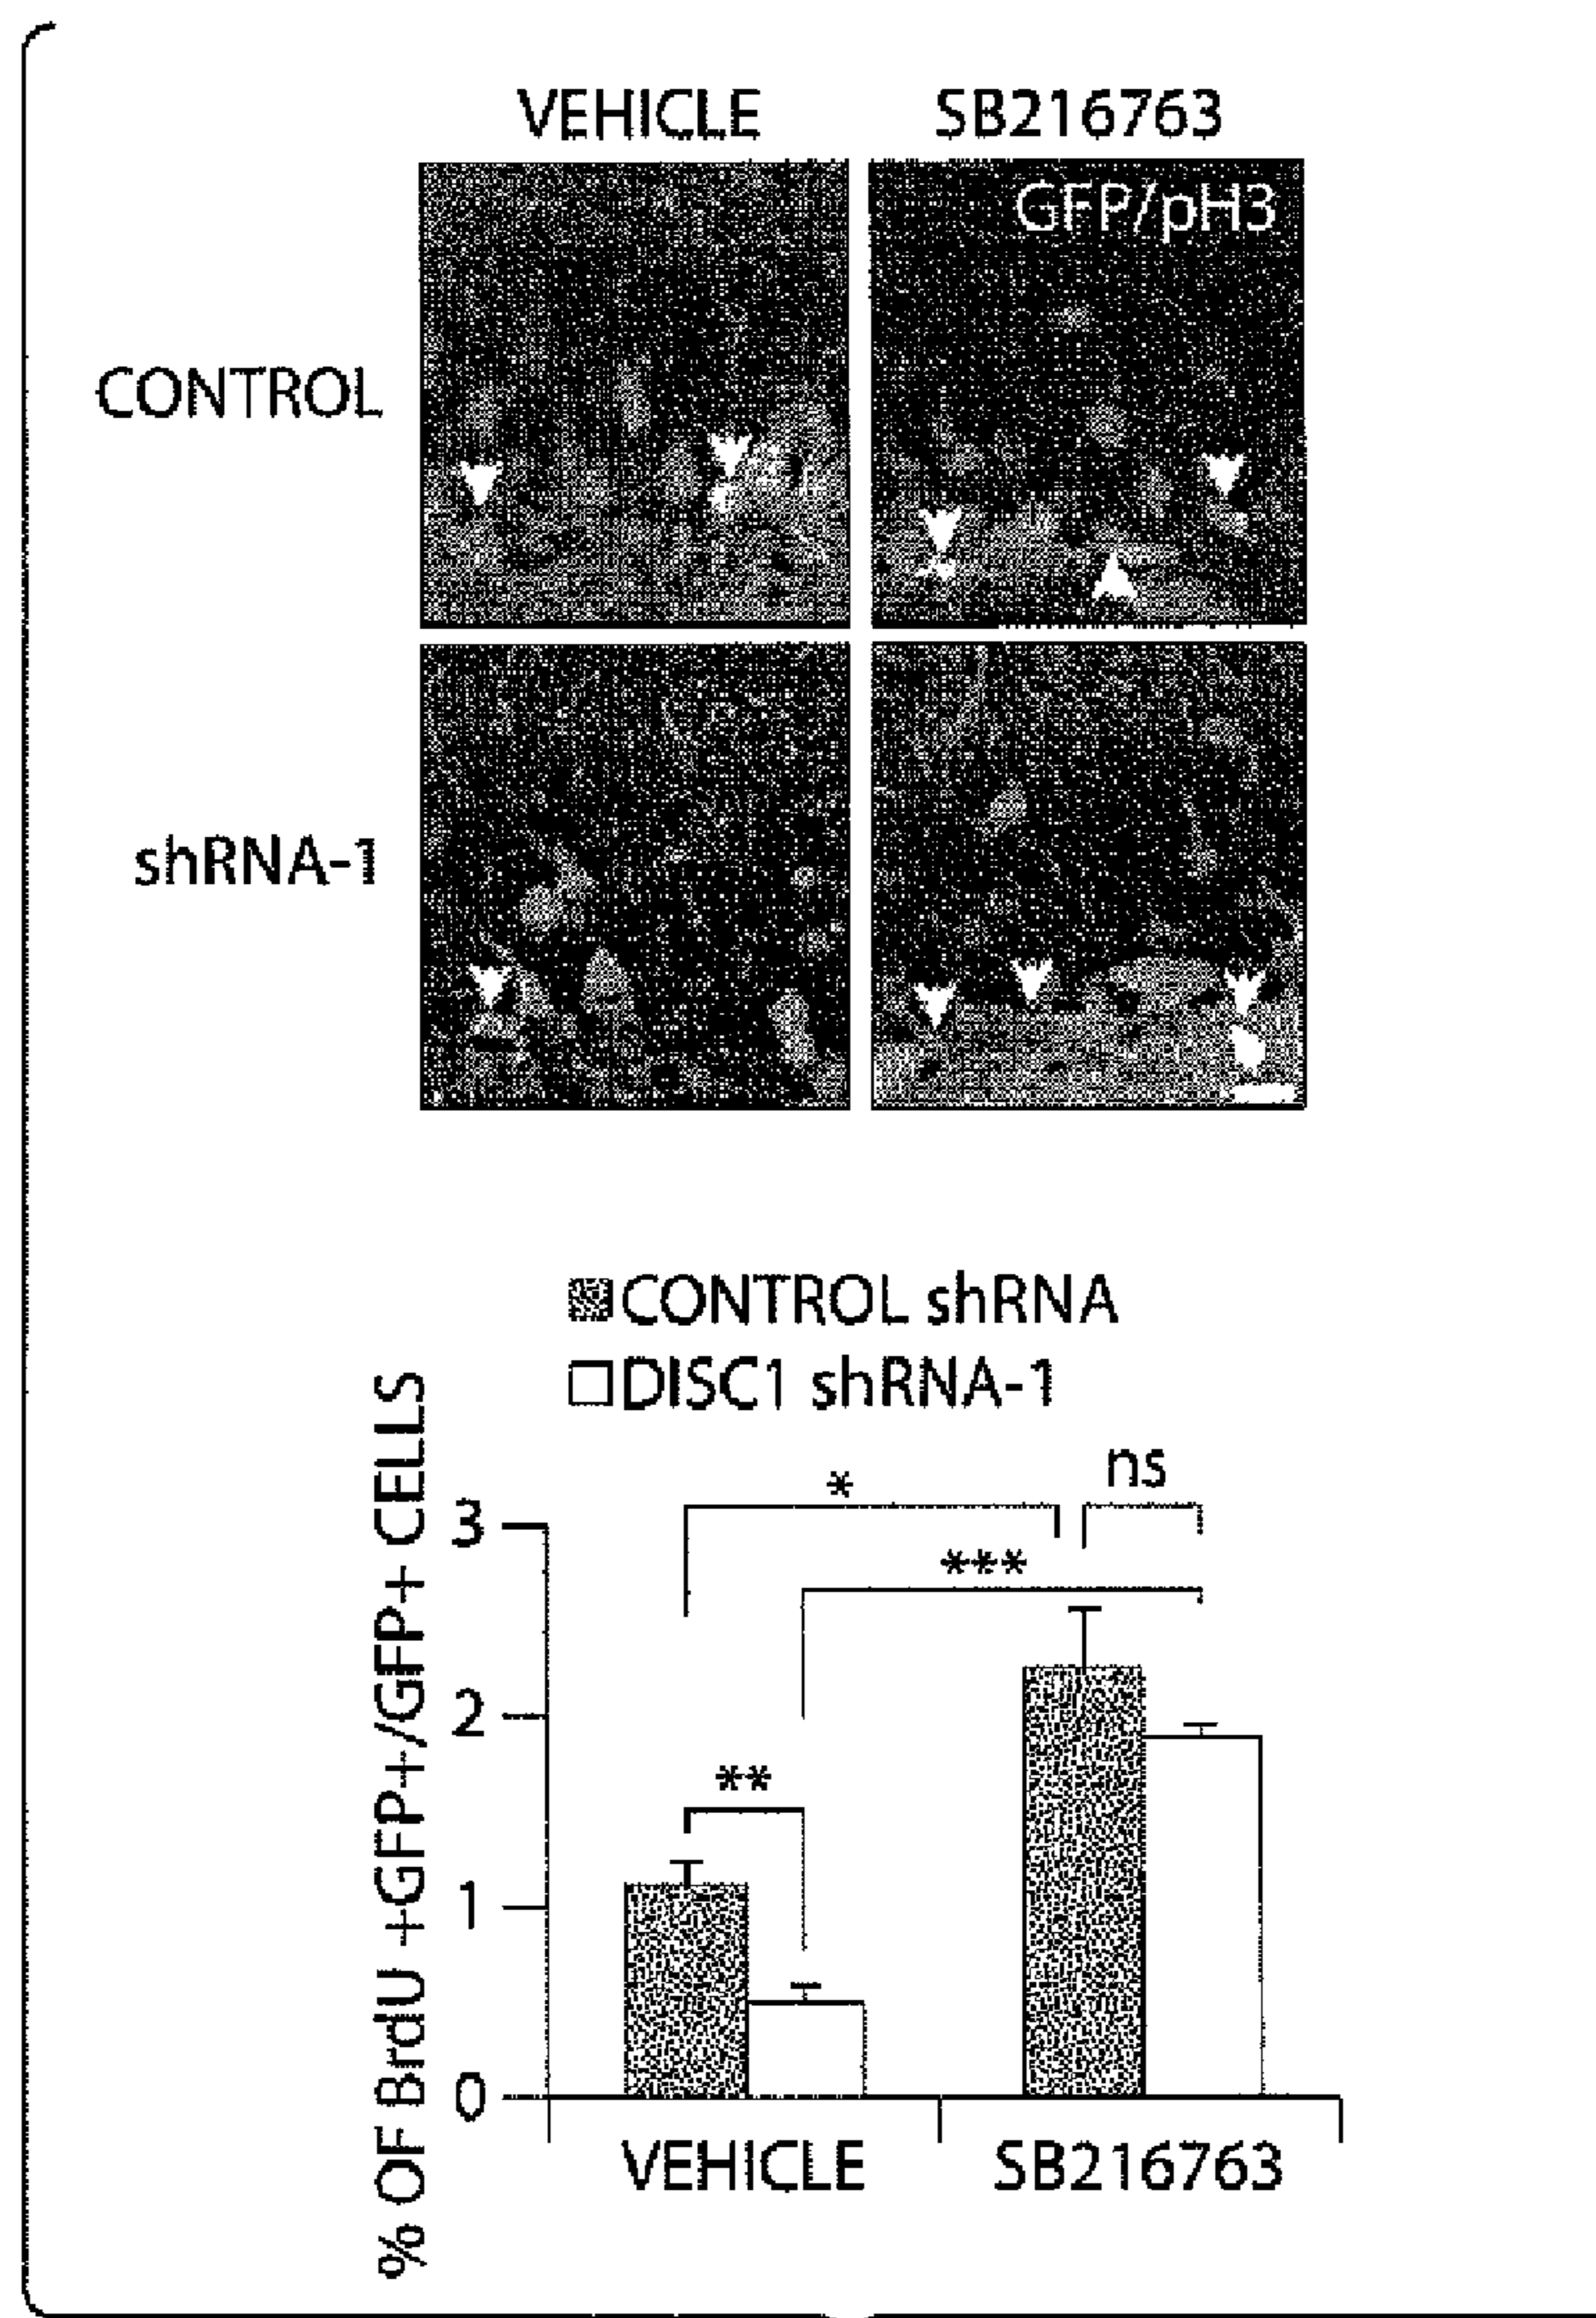 VEHICLE SB216763
GFP/pH3
CONTROL
shRNA-1
CONTROL shRNA
DISC1 shRNA-1
% OF BrdU +GFP+/GFP+ CELLS
* ns
***
**
3
2
1
0
VEHICLE SB216763